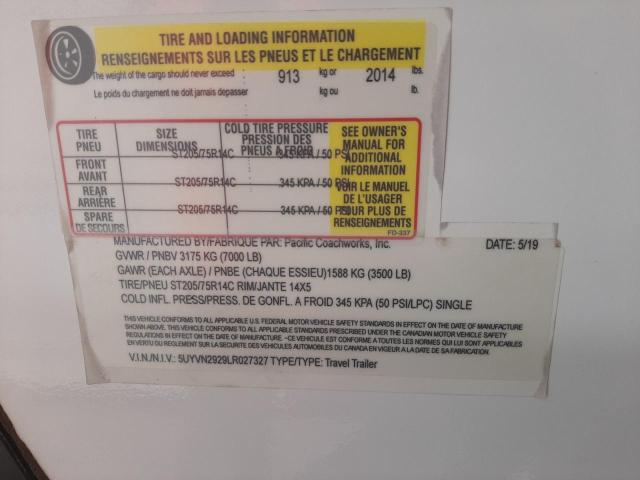 TIRE AND LOADING INFORMATION
RENSEIGNEMENTS SUR LES PNEUS ET LE CHARGEMENT
The weight of the cargo should never exceed 913 kg or 2014 lbs.
Le poids du chargement ne doit jamais depasser kg ou lb.
TIRE PNEU SIZE DIMENSIONS COLD TIRE PRESSURE PRESSION DES PNEUS A FROID
FRONT AVANT ST205/75R14C 345 KPA / 50 PSI
REAR ARRIÈRE ST205/75R14C 345 KPA / 50 PSI
SPARE DE SECOURS ST205/75R14C 345 KPA / 50 PSI
SEE OWNER'S
MANUAL FOR
ADDITIONAL
INFORMATION
VOIR LE MANUEL
DE L'USAGER
POUR PLUS DE
RENSEIGNEMENTS
FD-337
MANUFACTURED BY/FABRIQUE PAR: Pacific Coachworks, Inc. DATE: 5/19
GVWR / PNBV 3175 KG (7000 LB)
GAWR (EACH AXLE) / PNBE (CHAQUE ESSIEU)1588 KG (3500 LB)
TIRE/PNEU ST205/75R14C RIM/JANTE 14X5
COLD INFL. PRESS/PRESS. DE GONFL. A FROID 345 KPA (50 PSI/LPC) SINGLE
THIS VEHICLE CONFORMS TO ALL APPLICABLE U.S. FEDERAL MOTOR VEHICLE SAFETY STANDARDS IN EFFECT ON THE DATE OF MANUFACTURE
SHOWN ABOVE. THIS VEHICLE CONFORMS TO ALL APPLICABLE STANDARDS PRESCRIBED UNDER THE CANADIAN MOTOR VEHICLE SAFETY
REGULATIONS IN EFFECT ON THE DATE OF MANUFACTURE. ~CE VEHICULE EST CONFORME A TOUTES LES NORMES QUI LUI SONT APPLICABLES
EN VERTU DU REGLEMENT SUR LA SECURITE DES VEHICULES AUTOMOBILES DU CANADA EN VIGEUR A LA DATE DE SA FABRICATION.
V.I.N./N.I.V.: 5UYVN2929LR027327 TYPE/TYPE: Travel Trailer